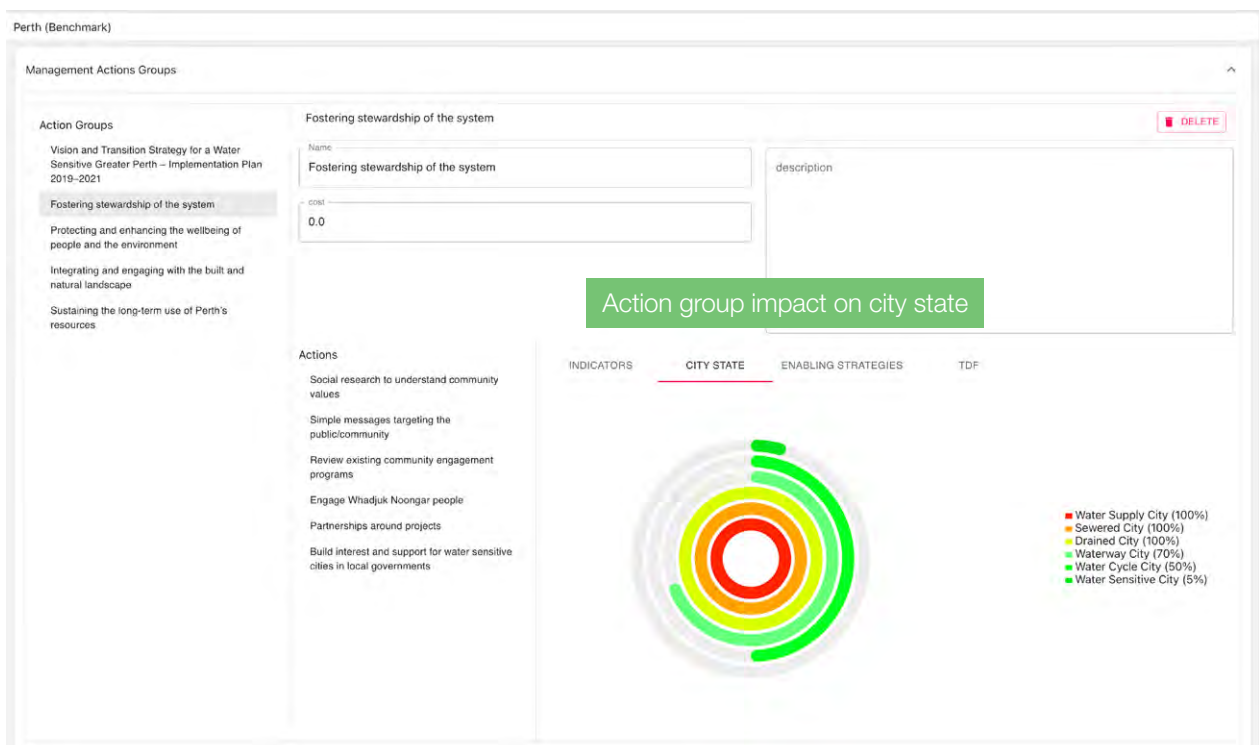 Perth (Benchmark)
Management Actions Groups
Action Groups
Vision and Transition Strategy for a Water
Sensitive Greater Perth – Implementation Plan
2019–2021
Fostering stewardship of the system
Protecting and enhancing the wellbeing of
people and the environment
Integrating and engaging with the built and
natural landscape
Sustaining the long-term use of Perth's
resources
Fostering stewardship of the system
DELETE
Name
Fostering stewardship of the system
description
cost
0.0
Action group impact on city state
Actions
Social research to understand community
values
Simple messages targeting the
public/community
Review existing community engagement
programs
Engage Whadjuk Noongar people
Partnerships around projects
Build interest and support for water sensitive
cities in local governments
INDICATORS
CITY STATE
ENABLING STRATEGIES
TDF
Water Supply City (100%)
Sewered City (100%)
Drained City (100%)
Waterway City (70%)
Water Cycle City (50%)
Water Sensitive City (5%)